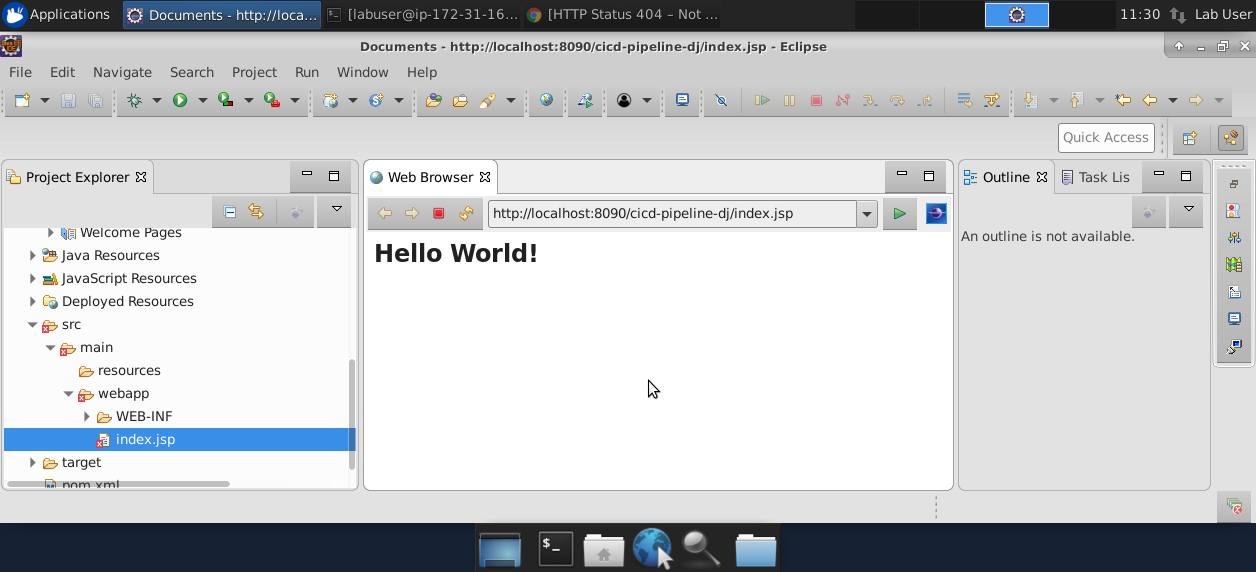 Applications
Documents - http://loca...
[labuser@ip-172-31-16...
[HTTP Status 404 – Not ...
11:30
Lab User
Documents - http://localhost:8090/cicd-pipeline-dj/index.jsp - Eclipse
File Edit Navigate Search Project Run Window Help
Quick Access
Project Explorer
Web Browser
Outline
Task Lis
http://localhost:8090/cicd-pipeline-dj/index.jsp
Welcome Pages
Java Resources
JavaScript Resources
Deployed Resources
src
main
resources
webapp
WEB-INF
index.jsp
target
pom.xml
Hello World!
An outline is not available.
$_